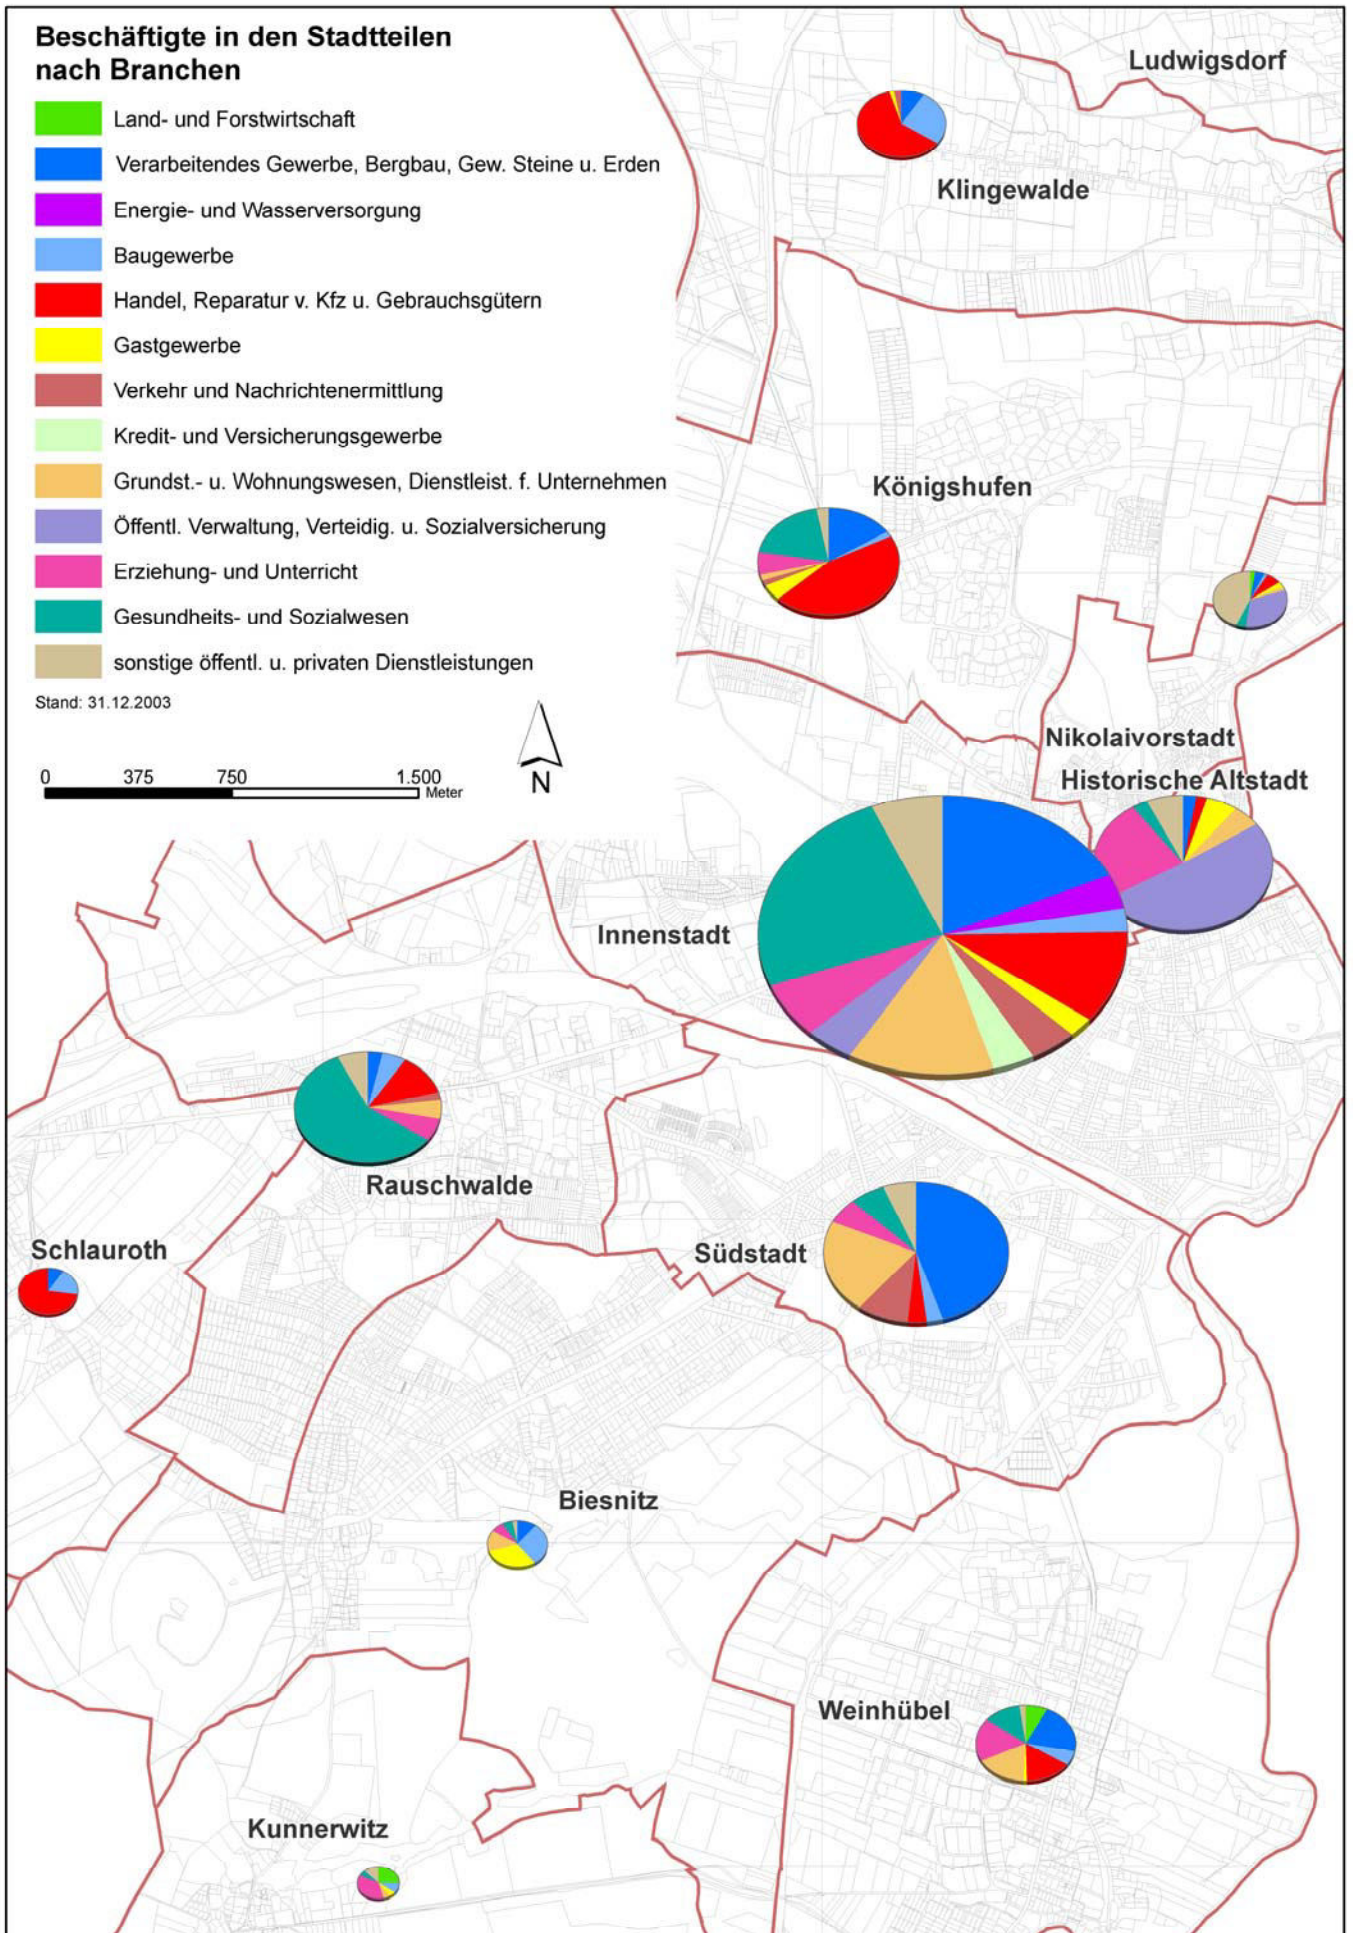 Beschäftigte in den Stadtteilen
nach Branchen
Land- und Forstwirtschaft
Verarbeitendes Gewerbe, Bergbau, Gew. Steine u. Erden
Energie- und Wasserversorgung
Baugewerbe
Handel, Reparatur v. Kfz u. Gebrauchsgütern
Gastgewerbe
Verkehr und Nachrichtenermittlung
Kredit- und Versicherungsgewerbe
Grundst.- u. Wohnungswesen, Dienstleist. f. Unternehmen
Öffentl. Verwaltung, Verteidig. u. Sozialversicherung
Erziehung- und Unterricht
Gesundheits- und Sozialwesen
sonstige öffentl. u. privaten Dienstleistungen
Stand: 31.12.2003
0 375 750 1.500
Meter
N
Ludwigsdorf
Klingewalde
Königshufen
Nikolaivorstadt
Historische Altstadt
Innenstadt
Rauschwalde
Schlauroth
Südstadt
Biesnitz
Weinhübel
Kunnerwitz